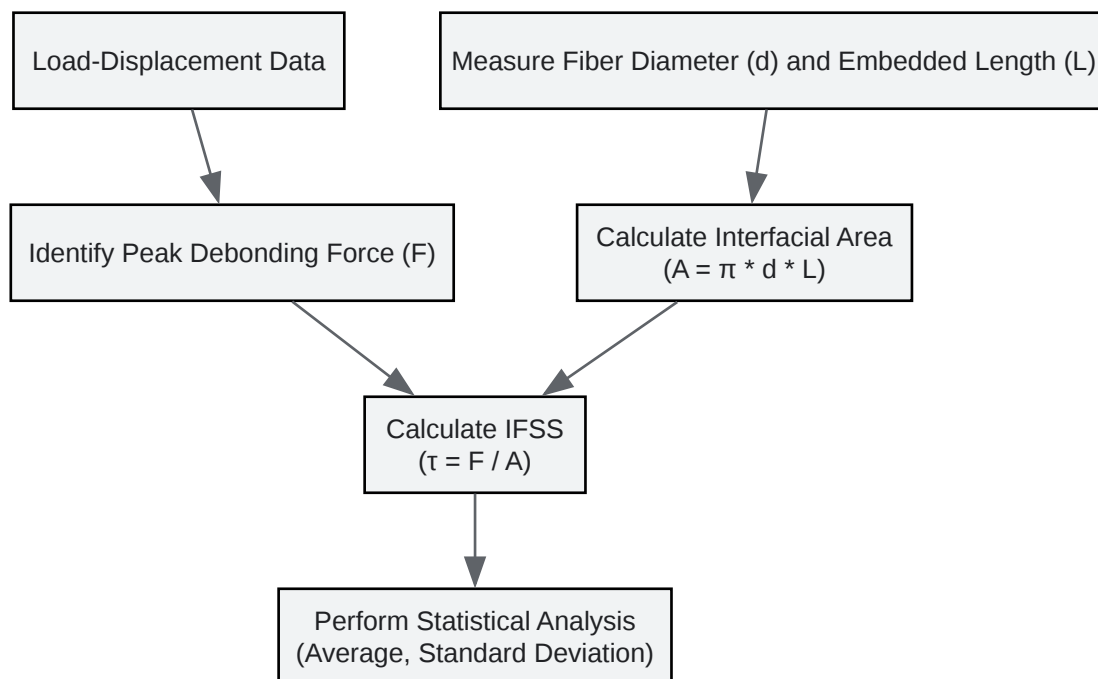 Load-Displacement Data
Measure Fiber Diameter (d) and Embedded Length (L)
Identify Peak Debonding Force (F)
Calculate Interfacial Area
(A = π * d * L)
Calculate IFSS
(τ = F / A)
Perform Statistical Analysis
(Average, Standard Deviation)